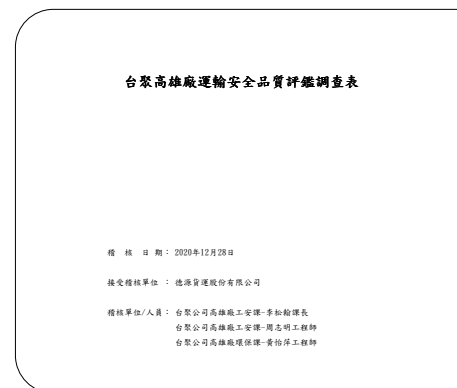 台聚高雄廠運輸安全品質評鑑調查表
稽 核 日 期： 2020年12月28日
接受稽核單位 ： 德源貨運股份有限公司
稽核單位/人員： 台聚公司高雄廠工安課-李松翰課長
台聚公司高雄廠工安課-周志明工程師
台聚公司高雄廠環保課-黃怡萍工程師